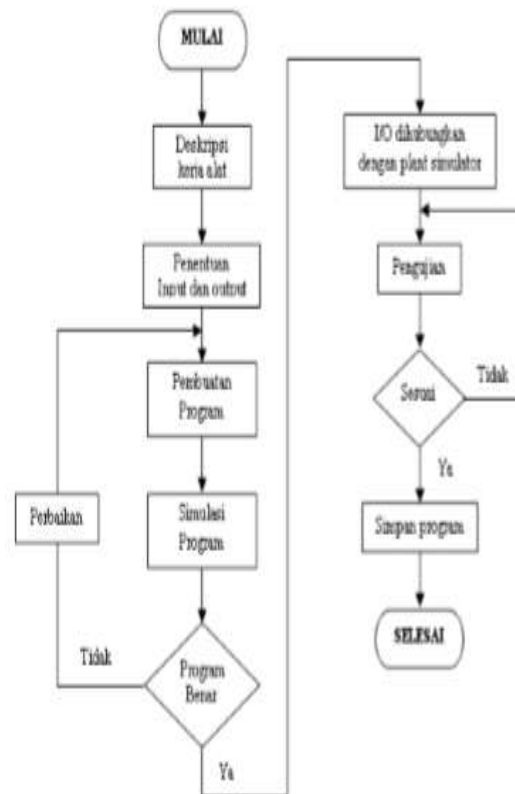 MULAI
Deskripsi
kerja alat
Penentuan
Input dan output
Pembuatan
Program
Simulasi
Program
Perbaikan
Tidak
Program
Benar
Ya
I/O dihubungkan
dengan plant simulator
Pengujian
Sesuai
Tidak
Ya
Simpan program
SELESAI